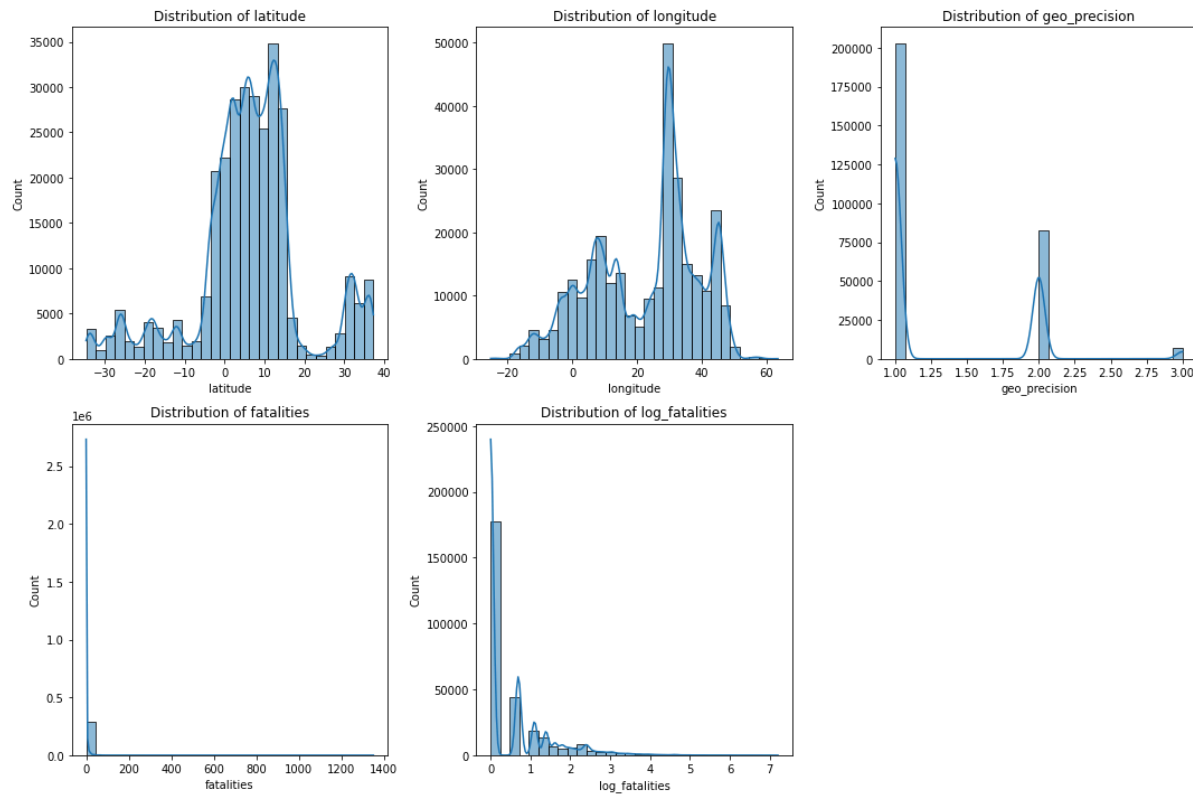 Distribution of latitude
35000
30000
25000
20000
15000
10000
5000
0
Count
−30 −20 −10 0 10 20 30 40
latitude
Distribution of longitude
50000
40000
30000
20000
10000
0
Count
−20 0 20 40 60
longitude
Distribution of geo_precision
200000
175000
150000
125000
100000
75000
50000
25000
0
Count
1.00 1.25 1.50 1.75 2.00 2.25 2.50 2.75 3.00
geo_precision
Distribution of fatalities
1e6
2.5
2.0
1.5
1.0
0.5
0.0
Count
0 200 400 600 800 1000 1200 1400
fatalities
Distribution of log_fatalities
250000
200000
150000
100000
50000
0
Count
0 1 2 3 4 5 6 7
log_fatalities